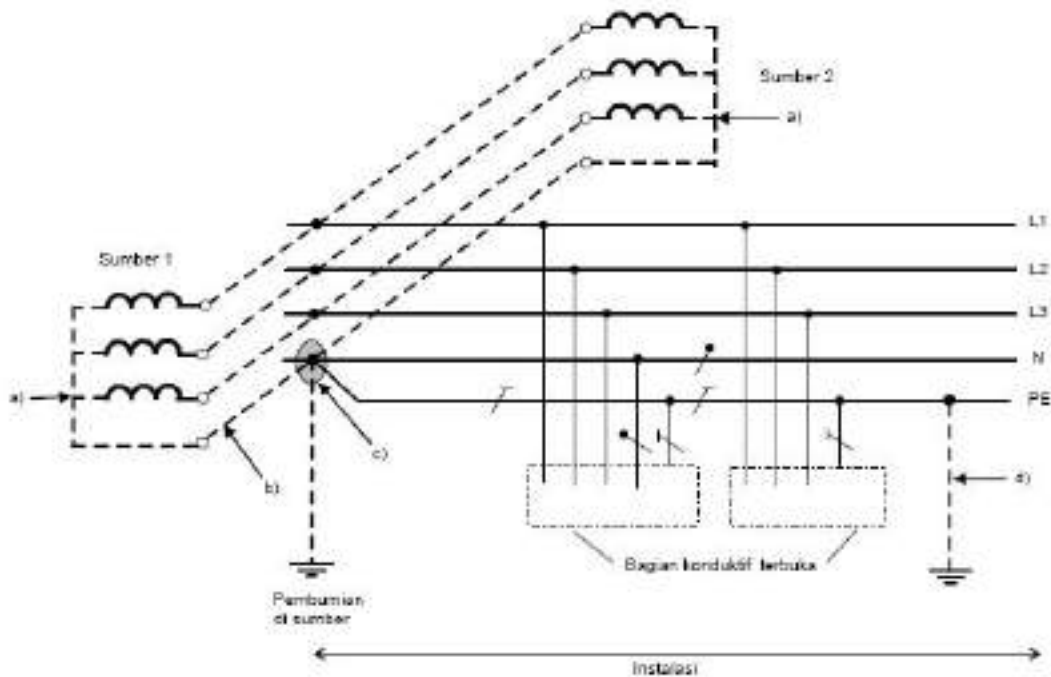 Sumber 2
a)
L1
Sumber 1
L2
L3
N
a)
PE
c)
b)
d)
Bagian konduktif terbuka
Pembumian
di sumber
Instalasi